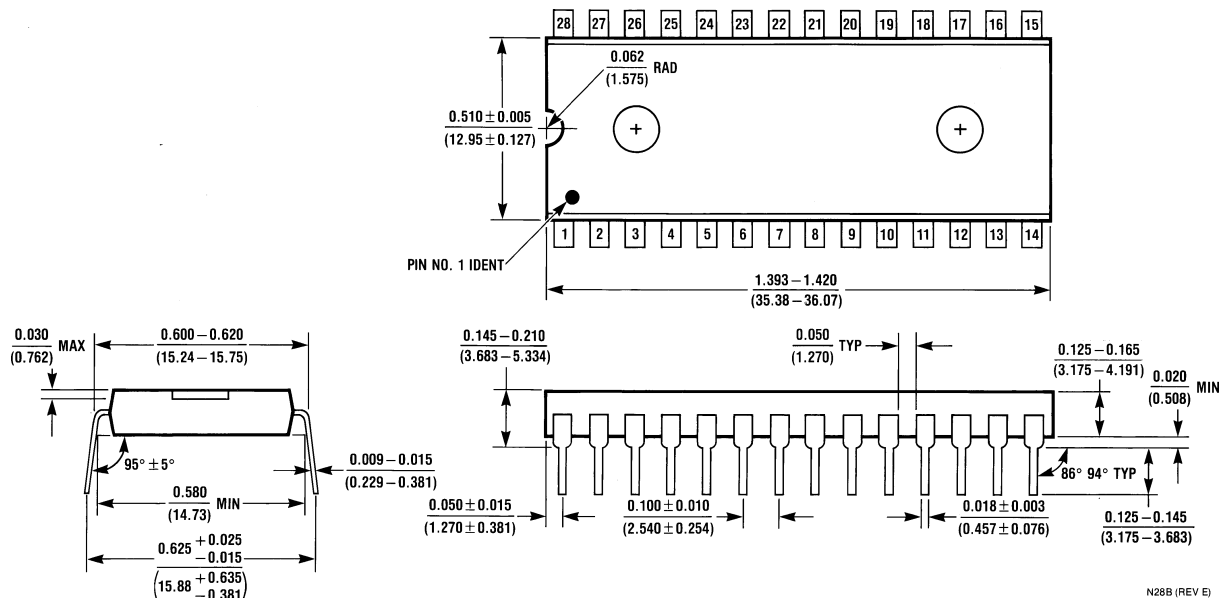 28 27 26 25 24 23 22 21 20 19 18 17 16 15
0.062
(1.575)
RAD
0.510 ± 0.005
(12.95 ± 0.127)
1 2 3 4 5 6 7 8 9 10 11 12 13 14
PIN NO. 1 IDENT
1.393 – 1.420
(35.38 – 36.07)
0.030
(0.762)
MAX
0.600 – 0.620
(15.24 – 15.75)
95° ± 5°
0.009 – 0.015
(0.229 – 0.381)
0.580
(14.73)
MIN
0.625 + 0.025
– 0.015
(15.88 + 0.635
– 0.381
0.145 – 0.210
(3.683 – 5.334)
0.050
(1.270)
TYP
0.125 – 0.165
(3.175 – 4.191)
0.020
(0.508)
MIN
86° 94° TYP
0.050 ± 0.015
(1.270 ± 0.381)
0.100 ± 0.010
(2.540 ± 0.254)
0.018 ± 0.003
(0.457 ± 0.076)
0.125 – 0.145
(3.175 – 3.683)
N28B (REV E)